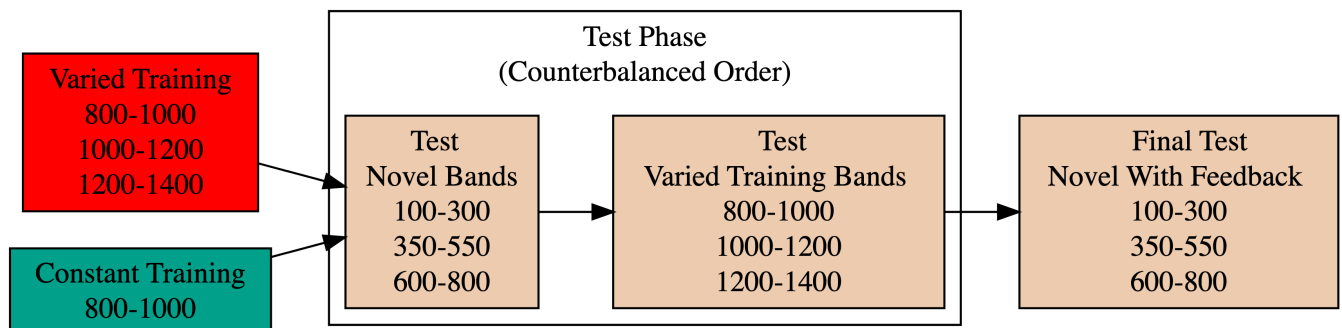 Varied Training
800-1000
1000-1200
1200-1400
Constant Training
800-1000
Test Phase
(Counterbalanced Order)
Test
Novel Bands
100-300
350-550
600-800
Test
Varied Training Bands
800-1000
1000-1200
1200-1400
Final Test
Novel With Feedback
100-300
350-550
600-800